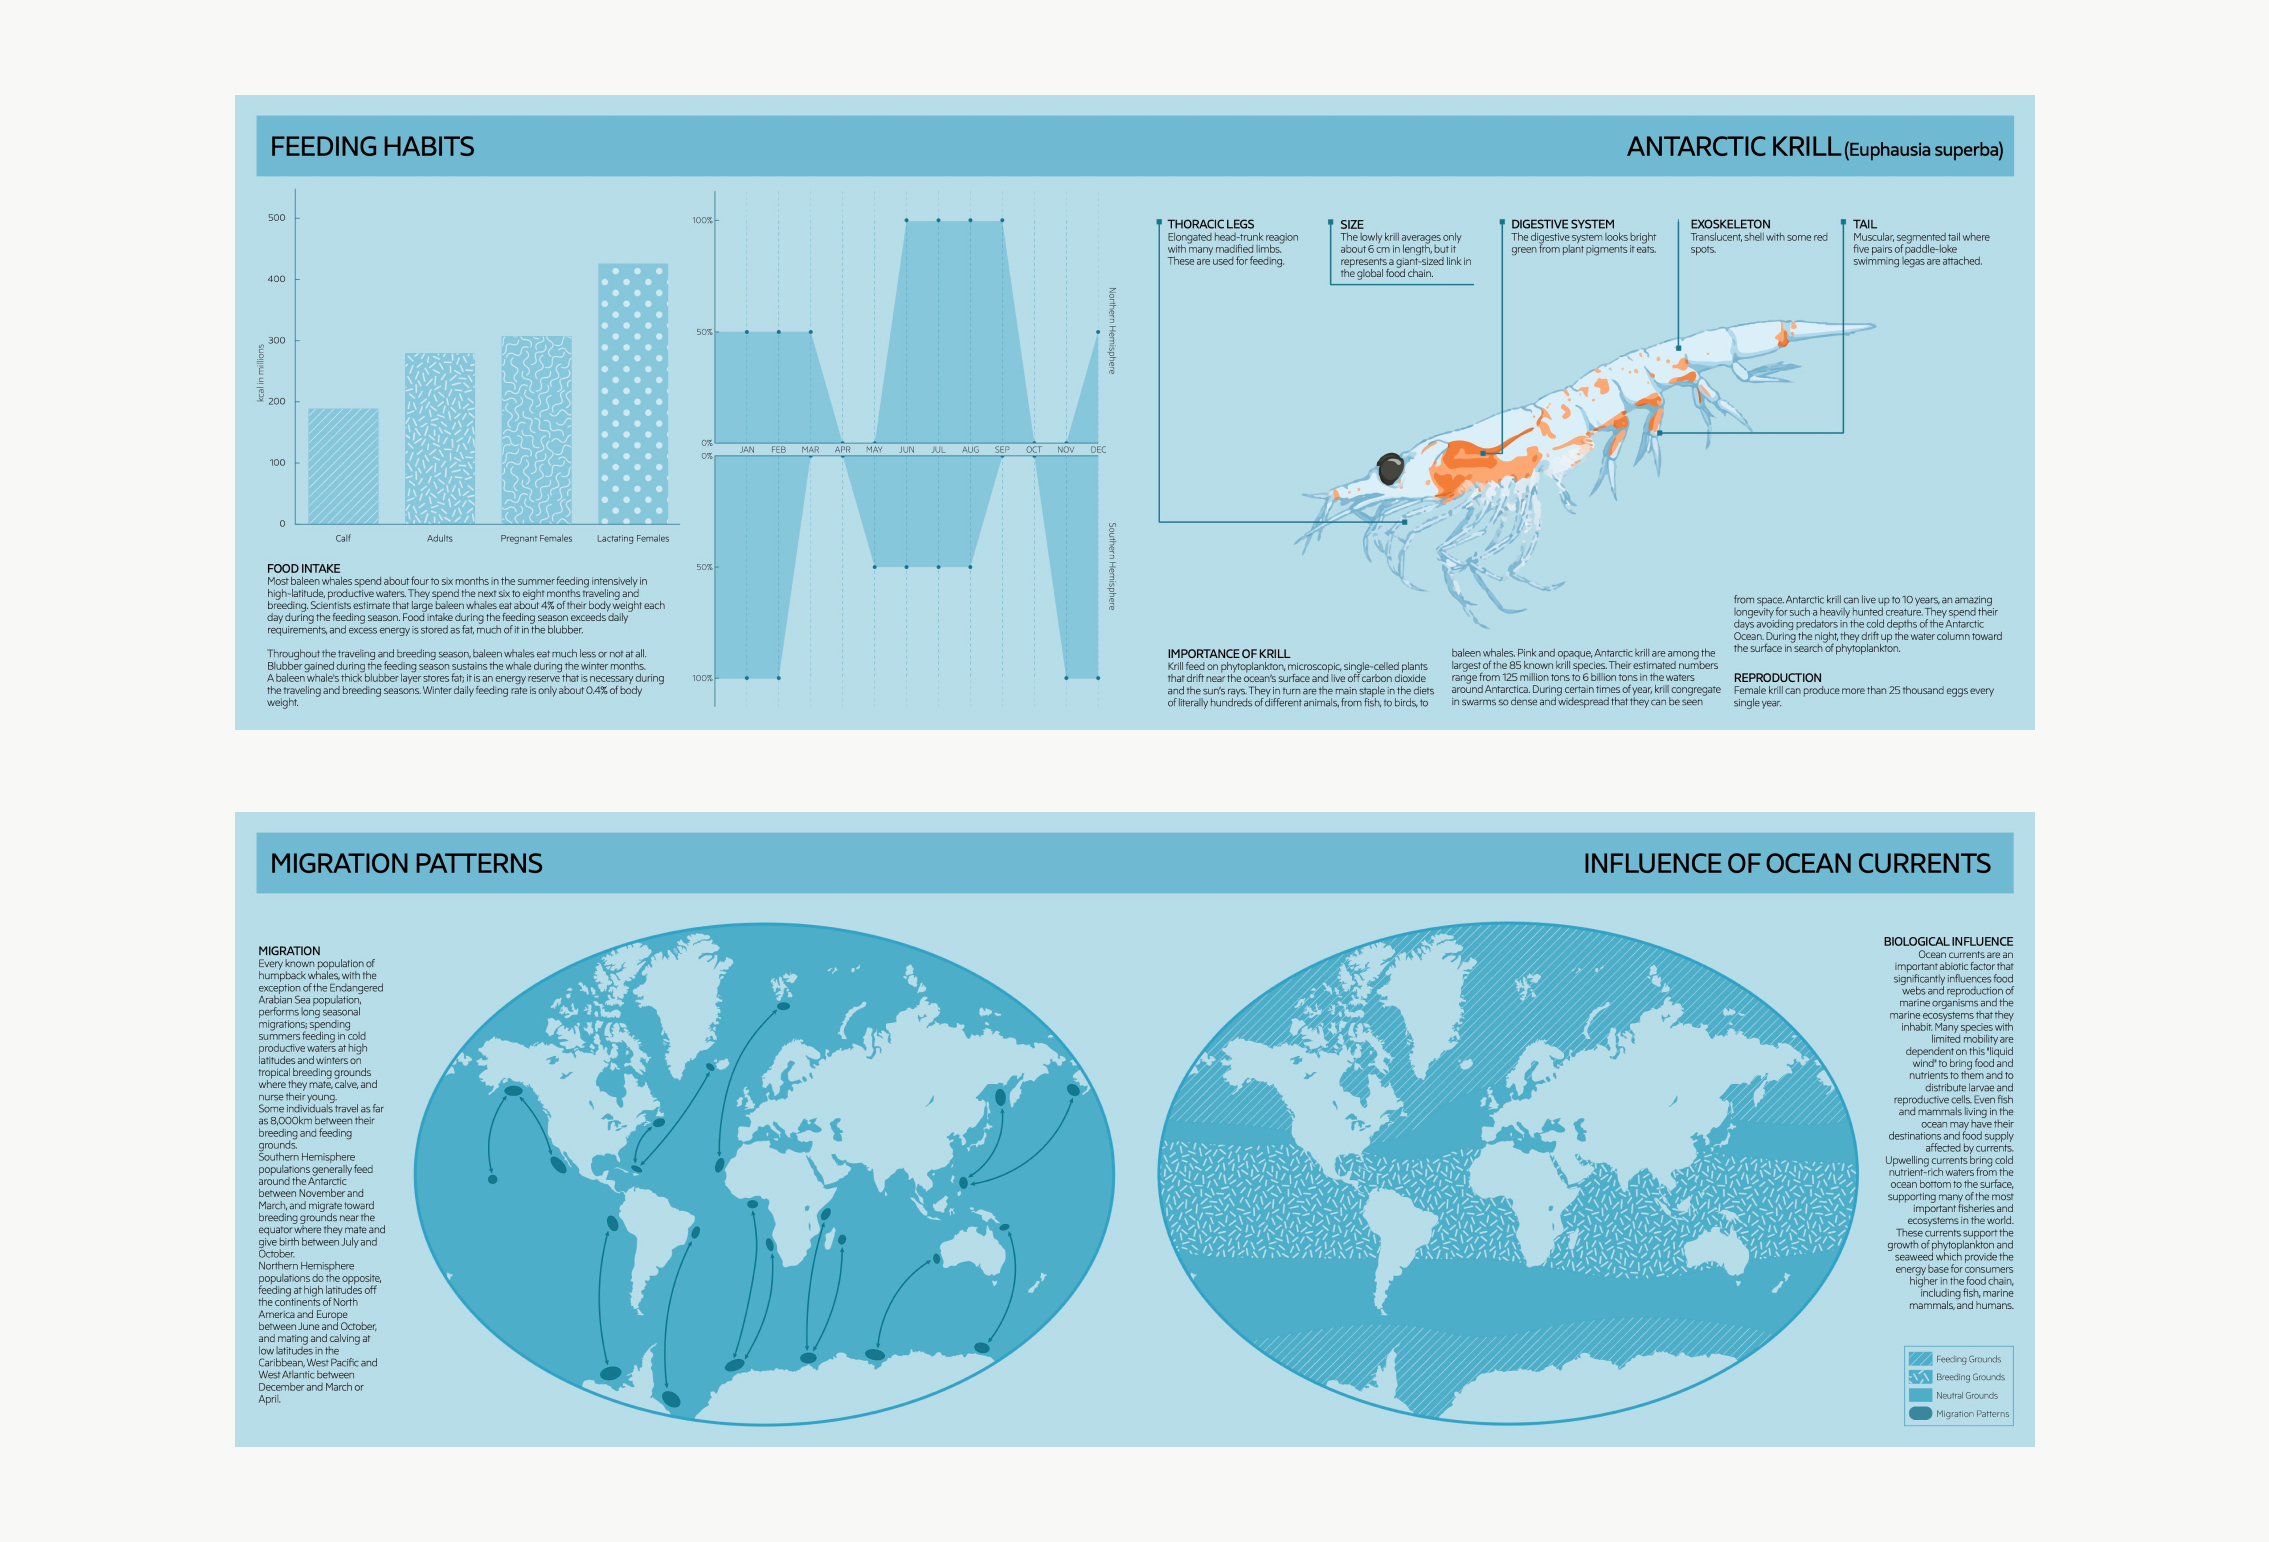 FEEDING HABITS
ANTARCTIC KRILL (Euphausia superba)
500
400
300
200
100
0
kcal in millions
Calf
Adults
Pregnant Females
Lactating Females
FOOD INTAKE
Most baleen whales spend about four to six months in the summer feeding intensively in
high-latitude, productive waters. They spend the next six to eight months traveling and
breeding. Scientists estimate that large baleen whales eat about 4% of their body weight each
day during the feeding season. Food intake during the feeding season exceeds daily
requirements, and excess energy is stored as fat, much of it in the blubber.
Throughout the traveling and breeding season, baleen whales eat much less or not at all.
Blubber gained during the feeding season sustains the whale during the winter months.
A baleen whale's thick blubber layer stores fat; it is an energy reserve that is necessary during
the traveling and breeding seasons. Winter daily feeding rate is only about 0.4% of body
weight.
100%
50%
0%
JAN
FEB
MAR
APR
MAY
JUN
JUL
AUG
SEP
OCT
NOV
DEC
0%
50%
100%
Northern Hemisphere
Southern Hemisphere
THORACIC LEGS
Elongated head-trunk reagion
with many madified limbs.
These are used for feeding.
SIZE
The lowly krill averages only
about 6 cm in length, but it
represents a giant-sized link in
the global food chain.
DIGESTIVE SYSTEM
The digestive system looks bright
green from plant pigments it eats.
EXOSKELETON
Translucent, shell with some red
spots.
TAIL
Muscular, segmented tail where
five pairs of paddle-loke
swimming legas are attached.
IMPORTANCE OF KRILL
Krill feed on phytoplankton, microscopic, single-celled plants
that drift near the ocean's surface and live off carbon dioxide
and the sun's rays. They in turn are the main staple in the diets
of literally hundreds of different animals, from fish, to birds, to
baleen whales. Pink and opaque, Antarctic krill are among the
largest of the 85 known krill species. Their estimated numbers
range from 125 million tons to 6 billion tons in the waters
around Antarctica. During certain times of year, krill congregate
in swarms so dense and widespread that they can be seen
from space. Antarctic krill can live up to 10 years, an amazing
longevity for such a heavily hunted creature. They spend their
days avoiding predators in the cold depths of the Antarctic
Ocean. During the night, they drift up the water column toward
the surface in search of phytoplankton.
REPRODUCTION
Female krill can produce more than 25 thousand eggs every
single year.
MIGRATION PATTERNS
INFLUENCE OF OCEAN CURRENTS
MIGRATION
Every known population of
humpback whales, with the
exception of the Endangered
Arabian Sea population,
performs long seasonal
migrations; spending
summers feeding in cold
productive waters at high
latitudes and winters on
tropical breeding grounds
where they mate, calve, and
nurse their young.
Some individuals travel as far
as 8,000km between their
breeding and feeding
grounds.
Southern Hemisphere
populations generally feed
around the Antarctic
between November and
March, and migrate toward
breeding grounds near the
equator where they mate and
give birth between July and
October.
Northern Hemisphere
populations do the opposite,
feeding at high latitudes off
the continents of North
America and Europe
between June and October,
and mating and calving at
low latitudes in the
Caribbean, West Pacific and
West Atlantic between
December and March or
April.
BIOLOGICAL INFLUENCE
Ocean currents are an
important abiotic factor that
significantly influences food
webs and reproduction of
marine organisms and the
marine ecosystems that they
inhabit. Many species with
limited mobility are
dependent on this "liquid
wind" to bring food and
nutrients to them and to
distribute larvae and
reproductive cells. Even fish
and mammals living in the
ocean may have their
destinations and food supply
affected by currents.
Upwelling currents bring cold
nutrient-rich waters from the
ocean bottom to the surface,
supporting many of the most
important fisheries and
ecosystems in the world.
These currents support the
growth of phytoplankton and
seaweed which provide the
energy base for consumers
higher in the food chain,
including fish, marine
mammals, and humans.
Feeding Grounds
Breeding Grounds
Neutral Grounds
Migration Patterns